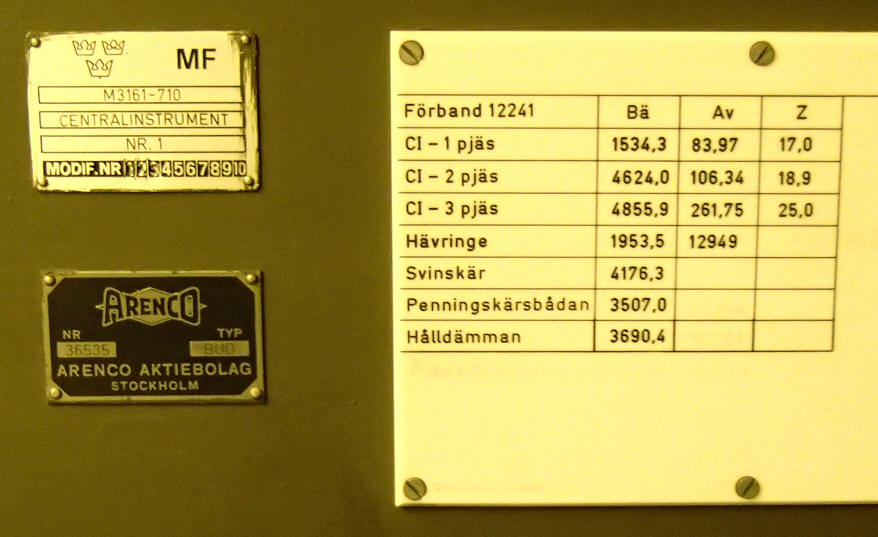 MF
M3161-710
CENTRALINSTRUMENT
NR. 1
MODIF.NR 1 2 3 4 5 6 7 8 9 10
ARENCO
NR TYP
36535 BUD
ARENCO AKTIEBOLAG
STOCKHOLM
Förband 12241 Bä Av Z
CI – 1 pjäs 1534,3 83,97 17,0
CI – 2 pjäs 4624,0 106,34 18,9
CI – 3 pjäs 4855,9 261,75 25,0
Hävringe 1953,5 12949
Svinskär 4176,3
Penningskärsbådan 3507,0
Hålldämman 3690,4